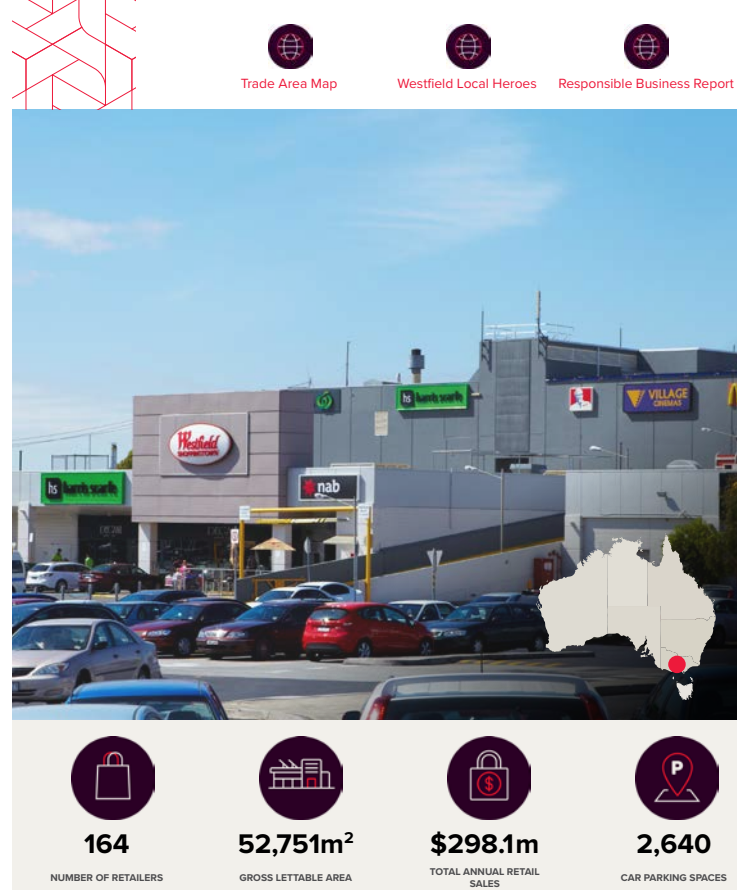 Trade Area Map
Westfield Local Heroes
Responsible Business Report
hs harris scarfe
VILLAGE
CINEMAS
Westfield
SHOPPINGTOWN
hs harris scarfe
nab
P
$
164
52,751m²
$298.1m
2,640
NUMBER OF RETAILERS
GROSS LETTABLE AREA
TOTAL ANNUAL RETAIL
SALES
CAR PARKING SPACES